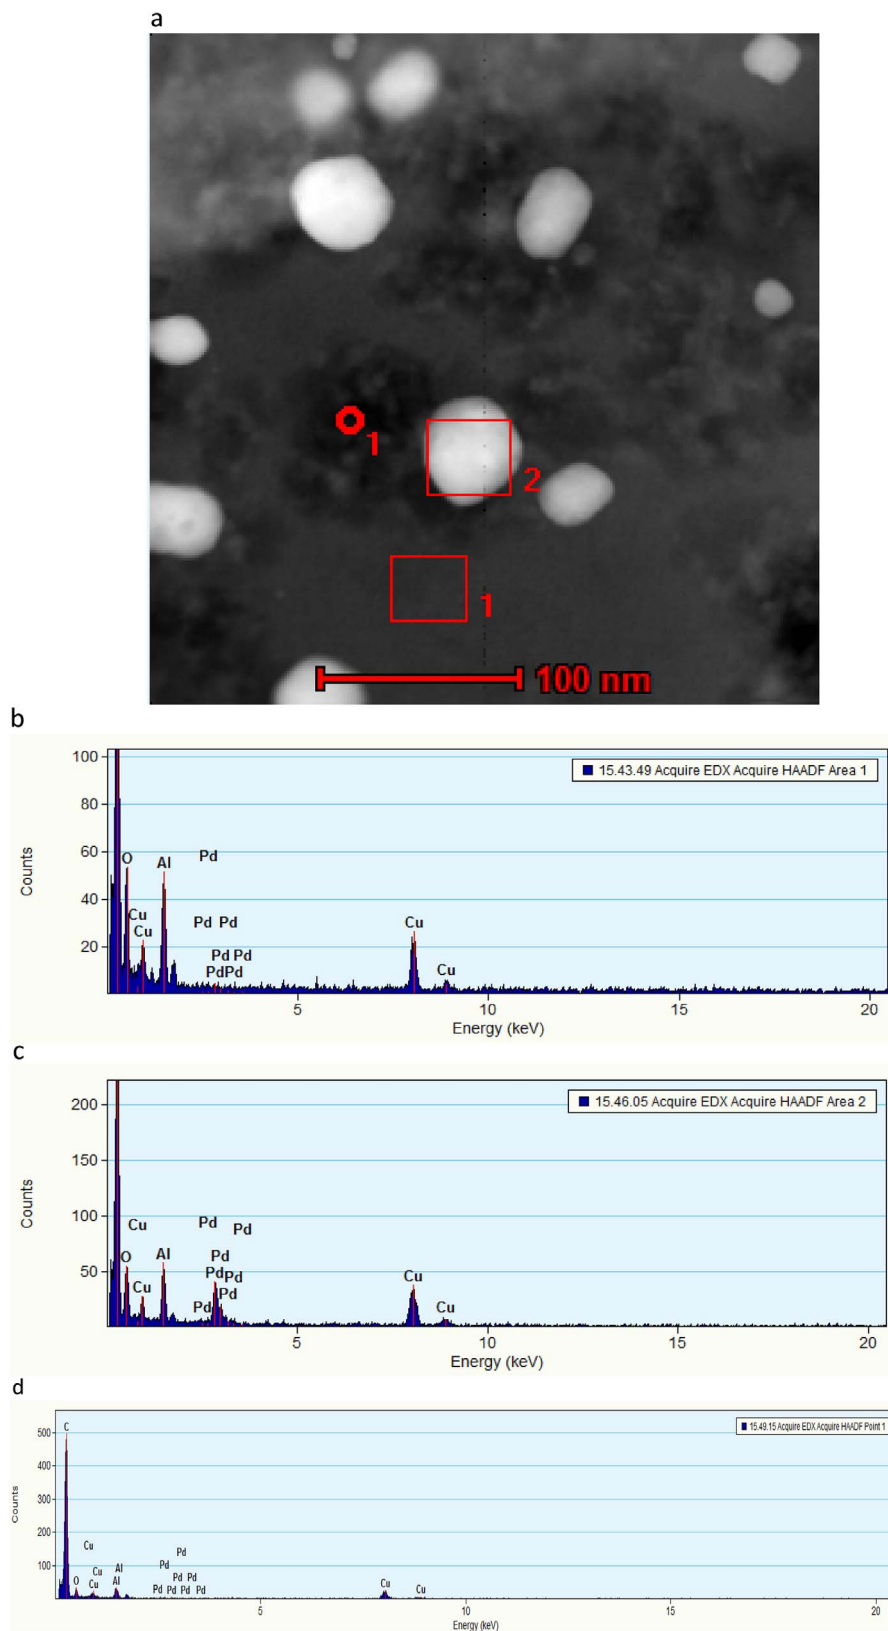 a
1
2
1
100 nm
b
100
80
60
40
20
Counts
15.43.49 Acquire EDX Acquire HAADF Area 1
Pd
O Al
Cu
Cu
Pd Pd
Pd Pd
Pd Pd
Cu
Cu
5 10 15 20
Energy (keV)
c
200
150
100
50
Counts
15.46.05 Acquire EDX Acquire HAADF Area 2
Cu Pd Pd
O Al Pd
Pd Pd
Cu Pd
Pd
Cu
Cu
5 10 15 20
Energy (keV)
d
500
400
300
200
100
Counts
C
15.49.15 Acquire EDX Acquire HAADF Point 1
Cu Pd
Cu Al Pd
Pd Pd
O Cu Al Pd Pd Pd Pd
Cu
Cu
5 10 15 20
Energy (keV)